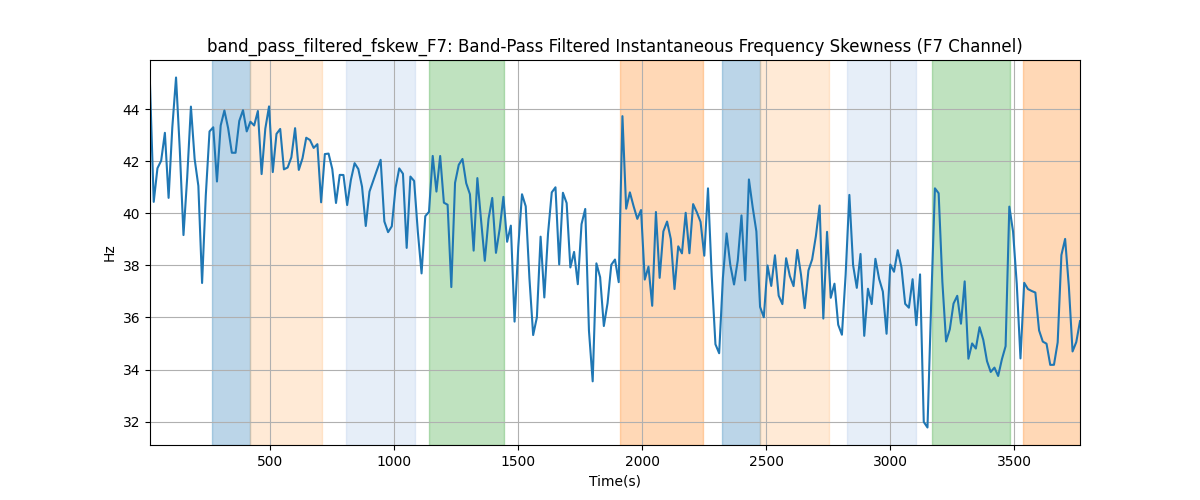 band_pass_filtered_fskew_F7: Band-Pass Filtered Instantaneous Frequency Skewness (F7 Channel)
Hz
44
42
40
38
36
34
32
500 1000 1500 2000 2500 3000 3500
Time(s)